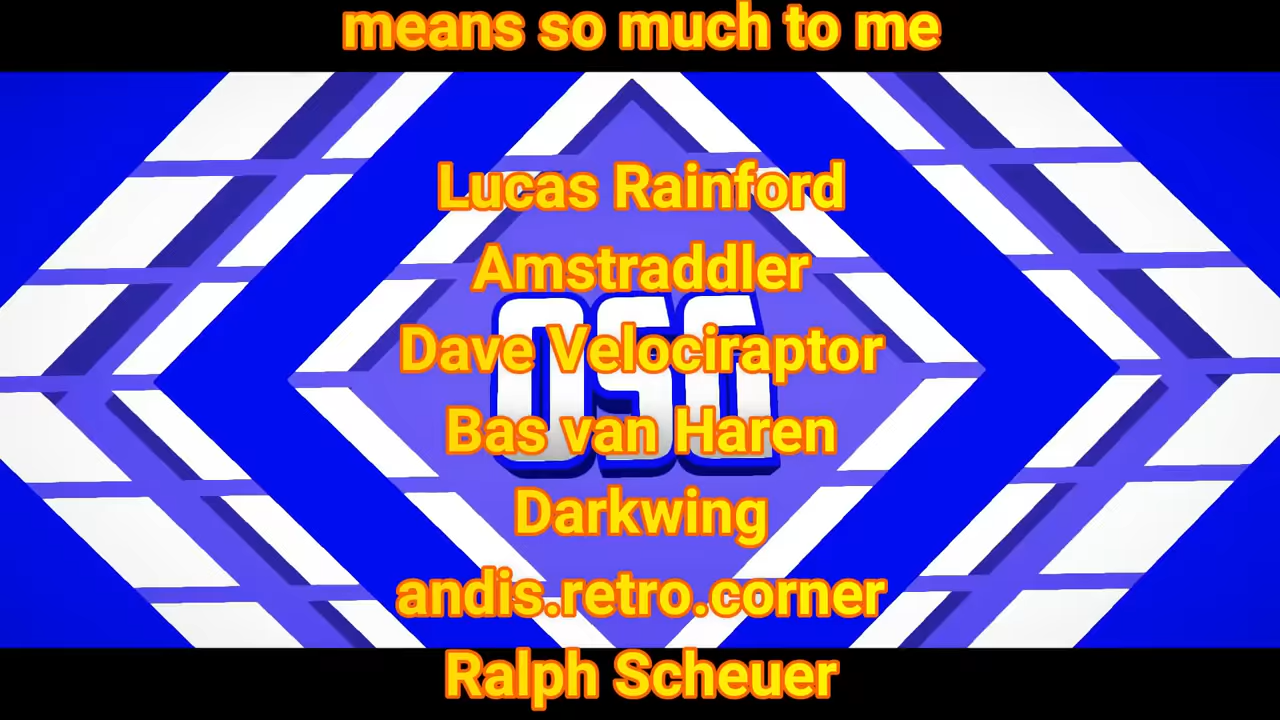 means so much to me
Lucas Rainford
Amstraddler
OSG
Dave Velociraptor
Bas van Haren
Darkwing
andis.retro.corner
Ralph Scheuer